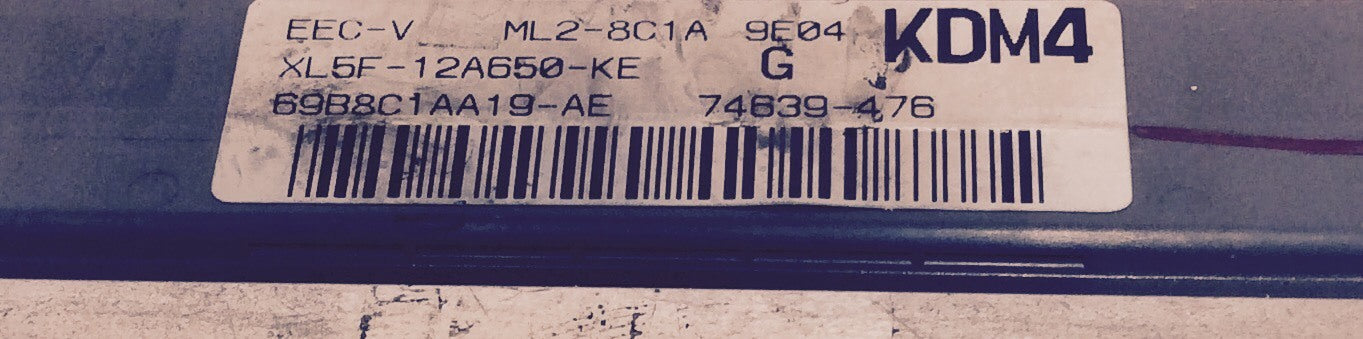 EEC-V ML2-8C1A 9E04 KDM4
XL5F-12A650-KE G
69B8C1AA19-AE 74639-476